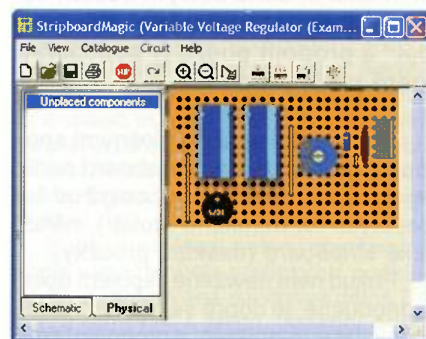 StripboardMagic (Variable Voltage Regulator (Exam...
File View Catalogue Circuit Help
Unplaced components
Schematic Physical